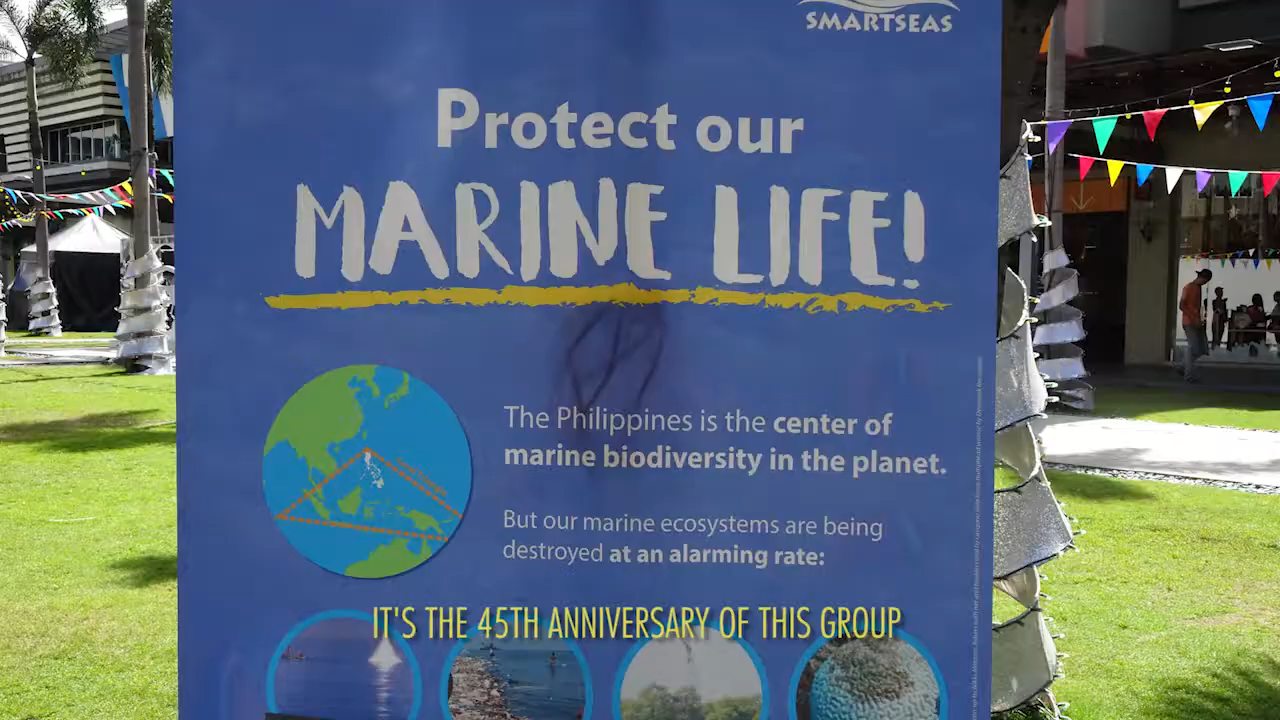 SMARTSEAS
Protect our
MARINE LIFE!
The Philippines is the center of
marine biodiversity in the planet.
But our marine ecosystems are being
destroyed at an alarming rate:
IT'S THE 45TH ANNIVERSARY OF THIS GROUP